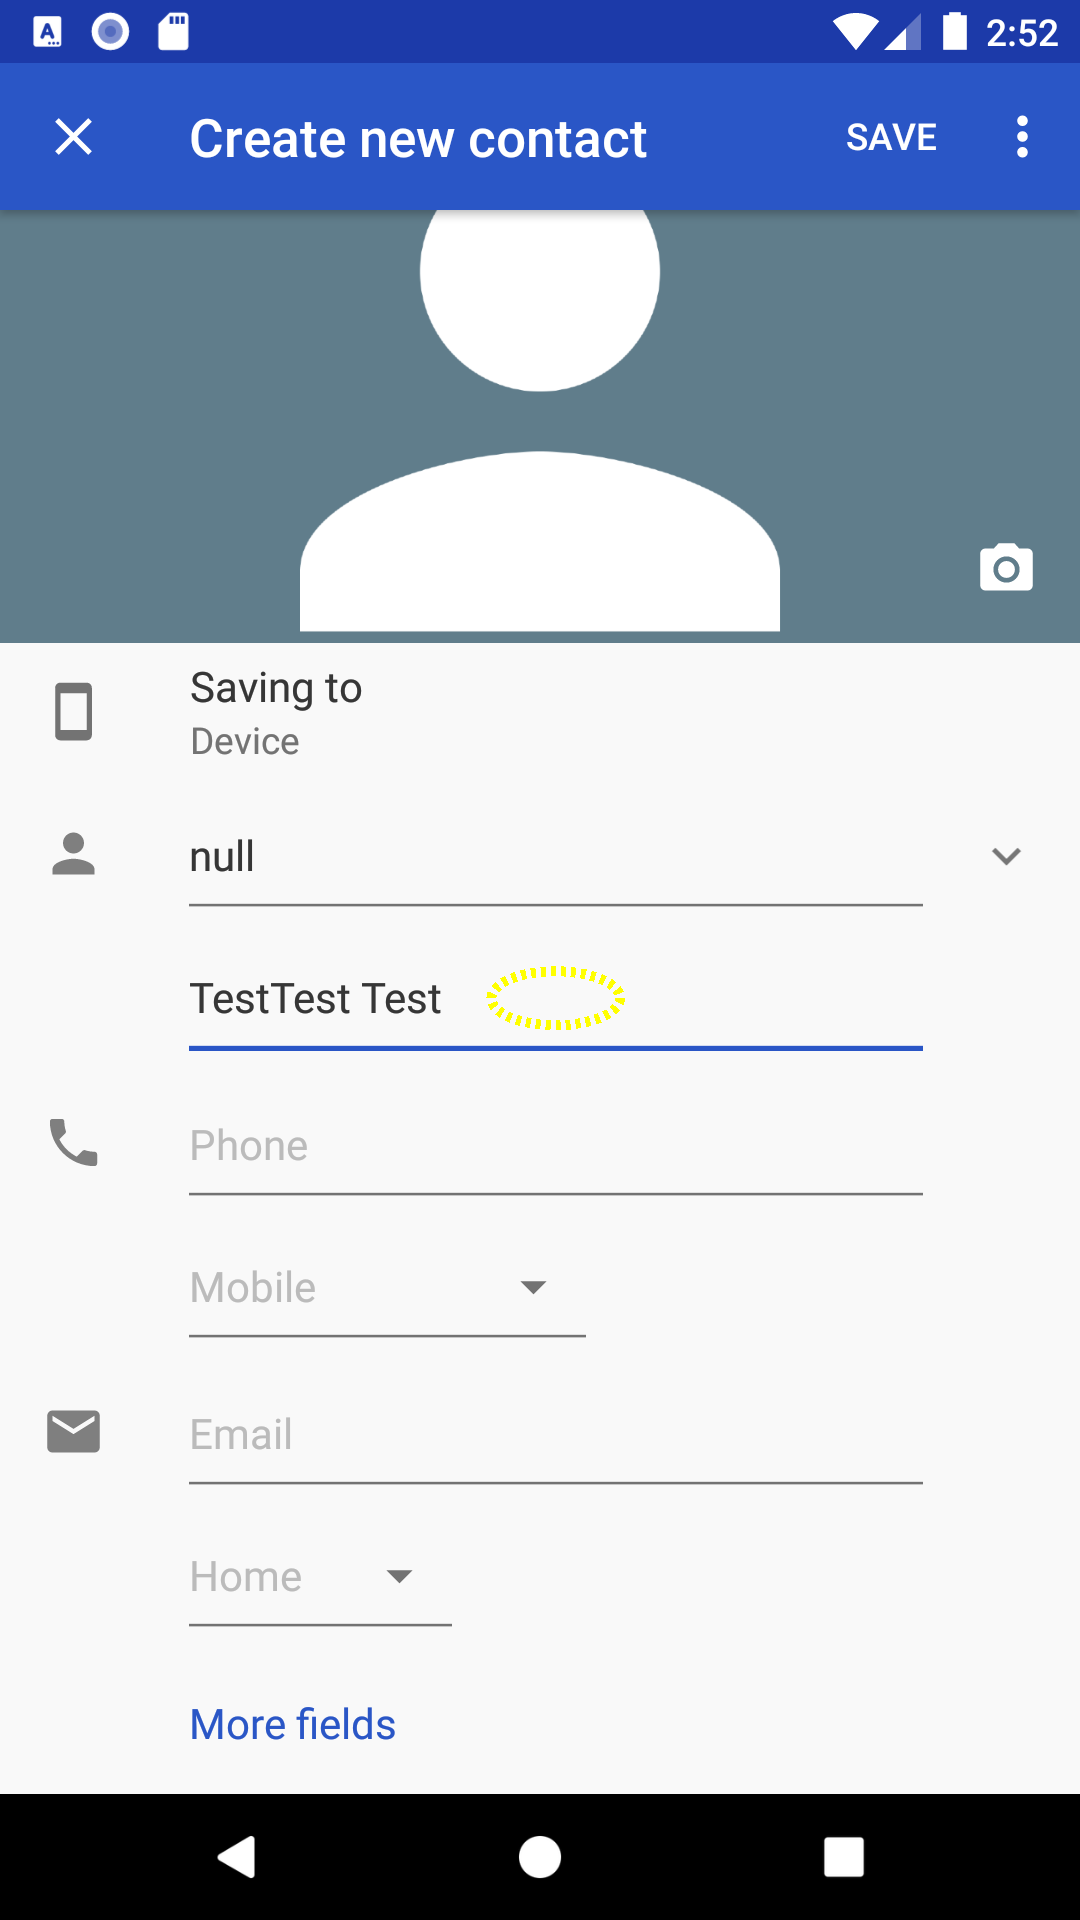 2:52
Create new contact SAVE
Saving to
Device
null
TestTest Test
Phone
Mobile
Email
Home
More fields